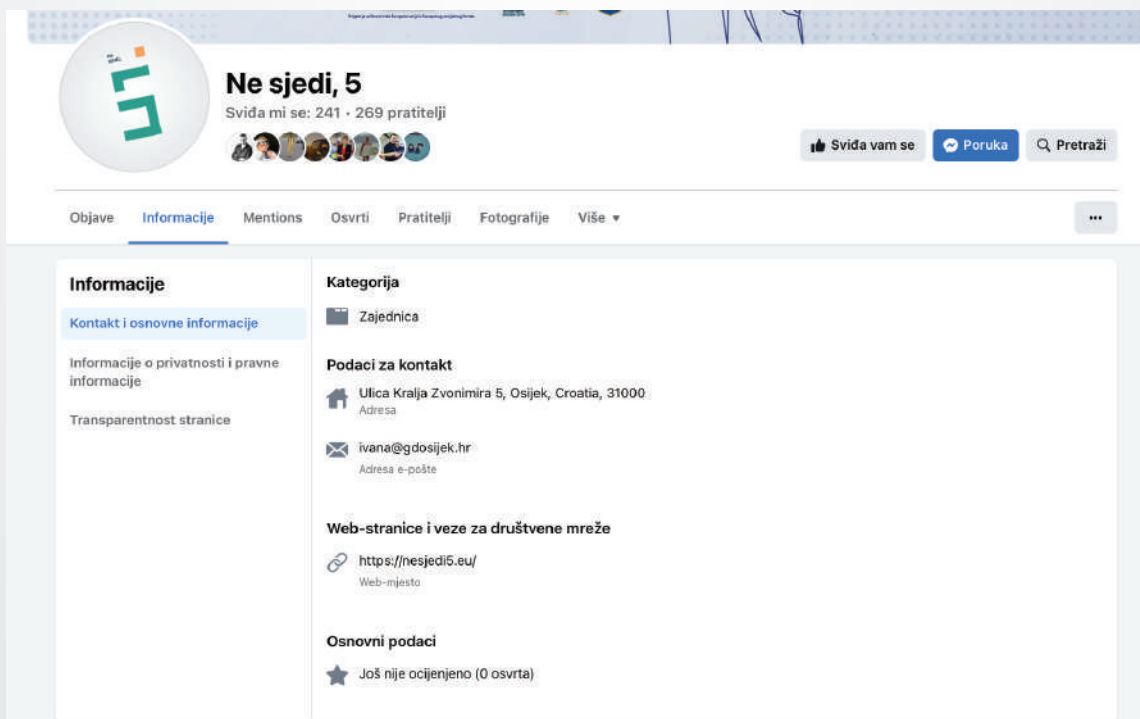 Ne sjedi, 5
Sviđa mi se: 241 · 269 pratitelji
Sviđa vam se
Poruka
Pretraži
Objave
Informacije
Mentions
Osvrti
Pratitelji
Fotografije
Više
Informacije
Kontakt i osnovne informacije
Informacije o privatnosti i pravne
informacije
Transparentnost stranice
Kategorija
Zajednica
Podaci za kontakt
Ulica Kralja Zvonimira 5, Osijek, Croatia, 31000
Adresa
ivana@gdosijek.hr
Adresa e-pošte
Web-stranice i veze za društvene mreže
https://nesjedi5.eu/
Web-mjesto
Osnovni podaci
Još nije ocijenjeno (0 osvrta)